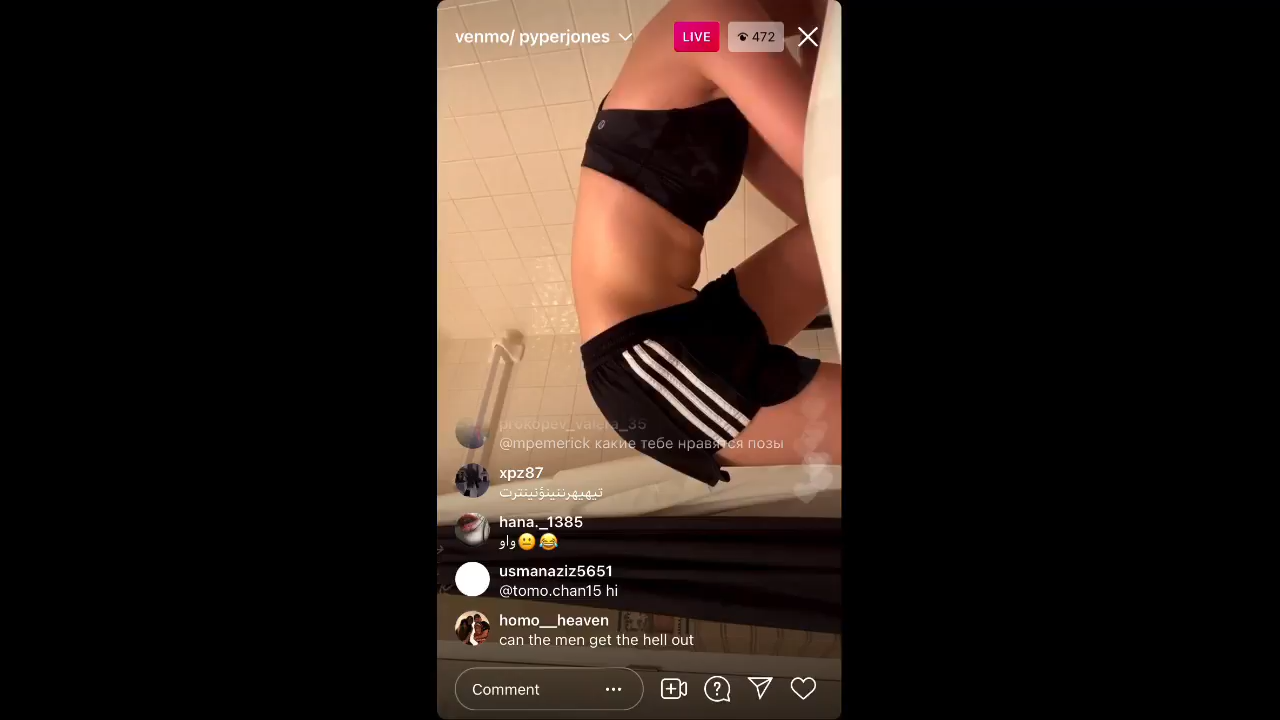 venmo/ pyperjones
LIVE
472
prokopev_valera_35
@mpemerick какие тебе нравятся позы
xpz87
تيهيهرننينؤنينترت
hana._1385
واو😐😂
usmanaziz5651
@tomo.chan15 hi
homo__heaven
can the men get the hell out
Comment